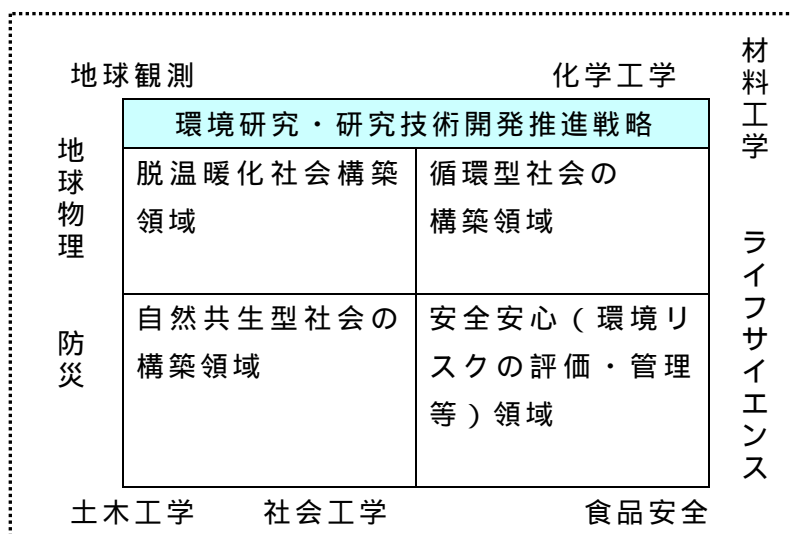 地球観測
化学工学
材料工学
環境研究・研究技術開発推進戦略
地球物理
脱温暖化社会構築
領域
循環型社会の
構築領域
ライフサイエンス
防災
自然共生型社会の
構築領域
安全安心（環境リ
スクの評価・管理
等）領域
土木工学
社会工学
食品安全